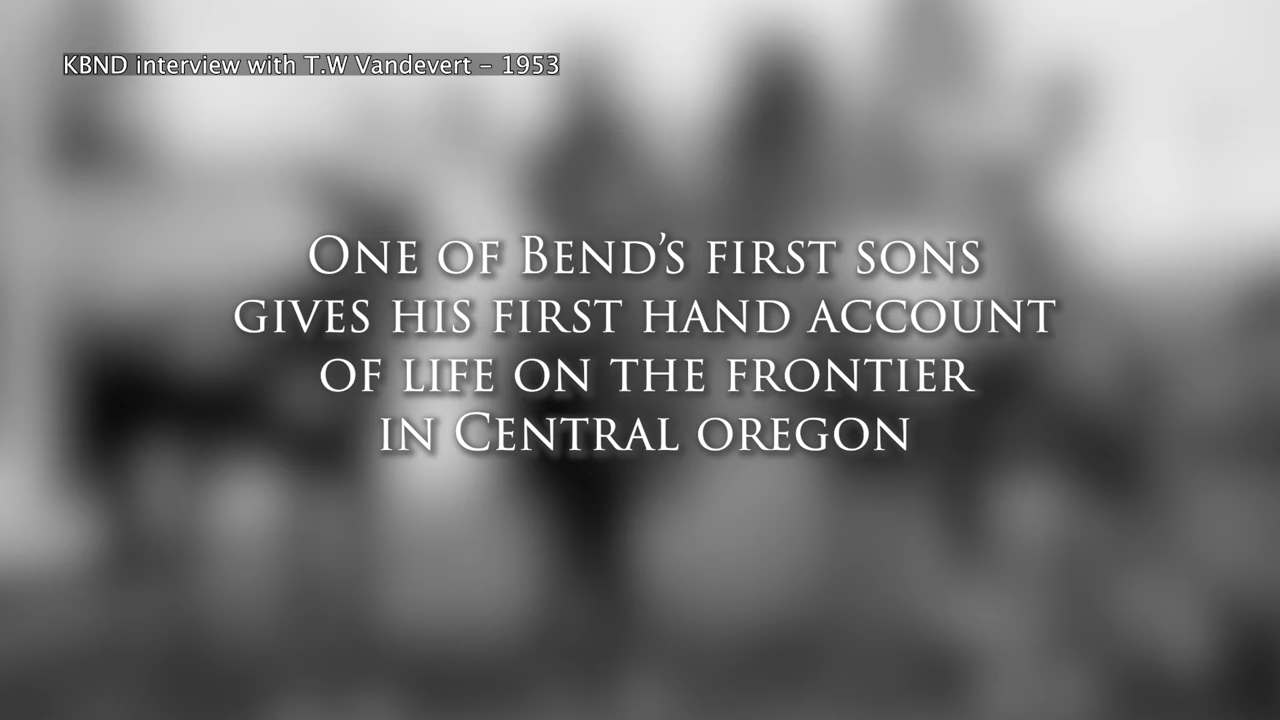 KBND interview with T.W Vandevert – 1953
One of Bend’s first sons
gives his first hand account
of life on the frontier
in Central oregon